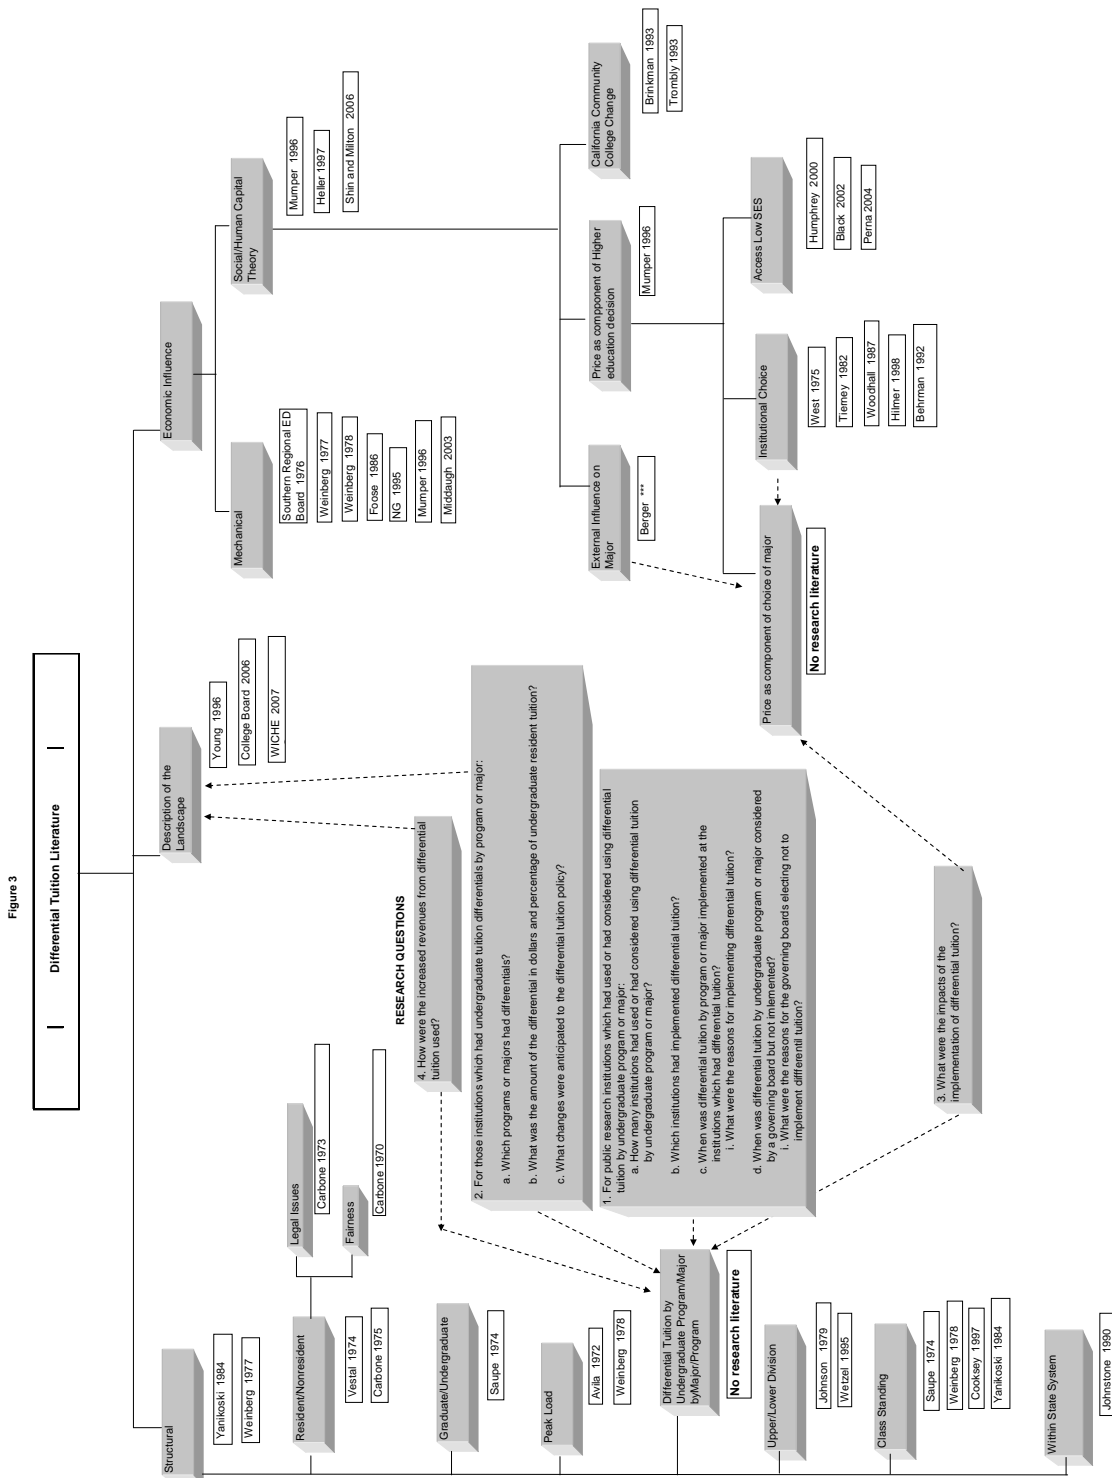 Figure 3
Differential Tuition Literature
Structural
Yanikoski 1984
Weinberg 1977
Description of the
Landscape
Young 1996
College Board 2006
WICHE 2007
Economic Influence
Resident/Nonresident
Vestal 1974
Carbone 1975
Legal Issues
Carbone 1973
Fairness
Carbone 1970
Graduate/Undergraduate
Saupe 1974
Peak Load
Avila 1972
Weinberg 1978
Differential Tuition by
Undergraduate Program/Major
byMajor/Program
No research literature
Upper/Lower Division
Johnson 1979
Wetzel 1995
Class Standing
Saupe 1974
Weinberg 1978
Cooksey 1997
Yanikoski 1984
Within State System
Johnstone 1990
RESEARCH QUESTIONS
4. How were the increased revenues from differential
tuition used?
2. For those institutions which had undergraduate tuition differentials by program or major:
a. Which programs or majors had differentials?
b. What was the amount of the differential in dollars and percentage of undergraduate resident tuition?
c. What changes were anticipated to the differential tuition policy?
1. For public research institutions which had used or had considered using differential
tuition by undergraduate program or major:
a. How many institutions had used or had considered using differential tuition
by undergraduate program or major?
b. Which institutions had implemented differential tuition?
c. When was differential tuition by program or major implemented at the
institutions which had differential tuition?
i. What were the reasons for implementing differential tuition?
d. When was differential tuition by undergraduate program or major considered
by a governing board but not imlemented?
i. What were the reasons for the governing boards electing not to
implement diffferentil tuition?
3. What were the impacts of the
implementation of differential tuition?
Mechanical
Southern Regional ED
Board 1976
Weinberg 1977
Weinberg 1978
Foose 1986
NG 1995
Mumper 1996
Middaugh 2003
Social/Human Capital
Theory
Mumper 1996
Heller 1997
Shin and Milton 2006
External Influence on
Major
Berger ***
Price as compponent of Higher
education decision
Mumper 1996
California Community
College Change
Brinkman 1993
Trombly 1993
Price as component of choice of major
No research literature
Institutional Choice
West 1975
Tierney 1982
Woodhall 1987
Hilmer 1998
Behrman 1992
Access Low SES
Humphrey 2000
Black 2002
Perna 2004